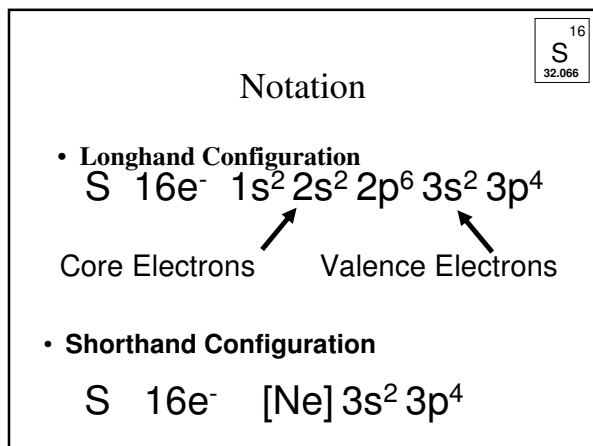 16
S
32.066
Notation
• Longhand Configuration
S 16e⁻ 1s² 2s² 2p⁶ 3s² 3p⁴
Core Electrons Valence Electrons
• Shorthand Configuration
S 16e⁻ [Ne] 3s² 3p⁴